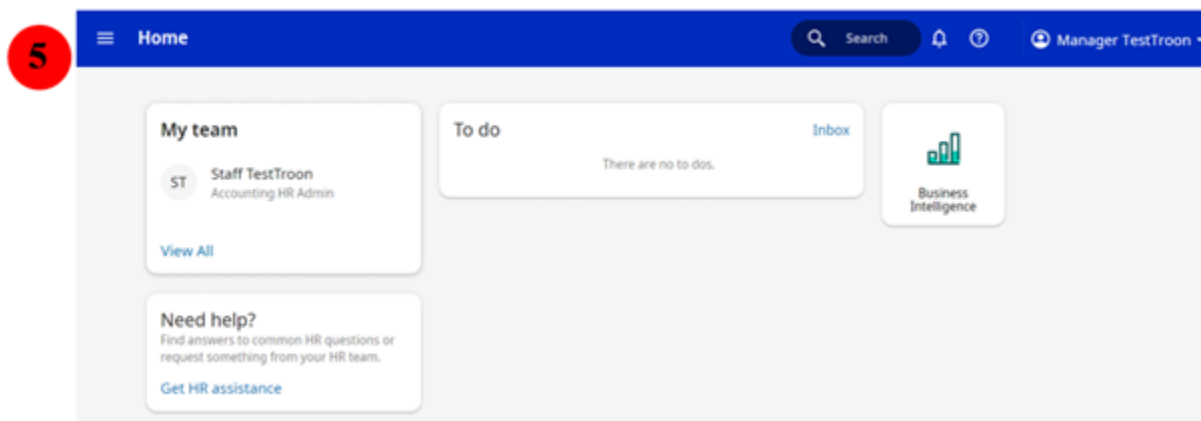 5
Home
Search
Manager TestTroon
My team
ST
Staff TestTroon
Accounting HR Admin
View All
To do
Inbox
There are no to dos.
Business
Intelligence
Need help?
Find answers to common HR questions or
request something from your HR team.
Get HR assistance